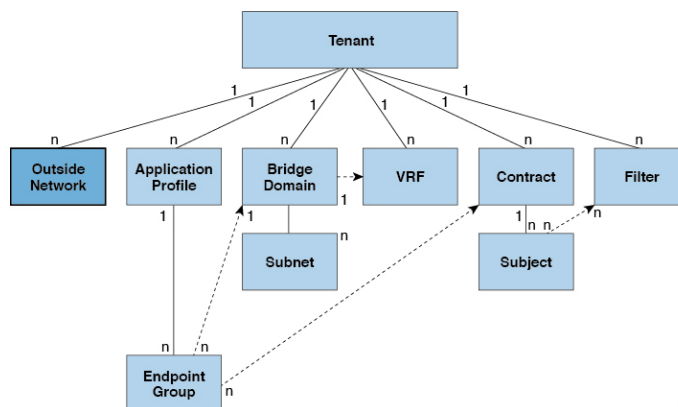 Tenant
1 1 1 1 1 1
n n n n n n
Outside
Network
Application
Profile
Bridge
Domain
VRF
Contract
Filter
1 1 1 1 n n n
Subnet
n
Subject
n n
Endpoint
Group
n